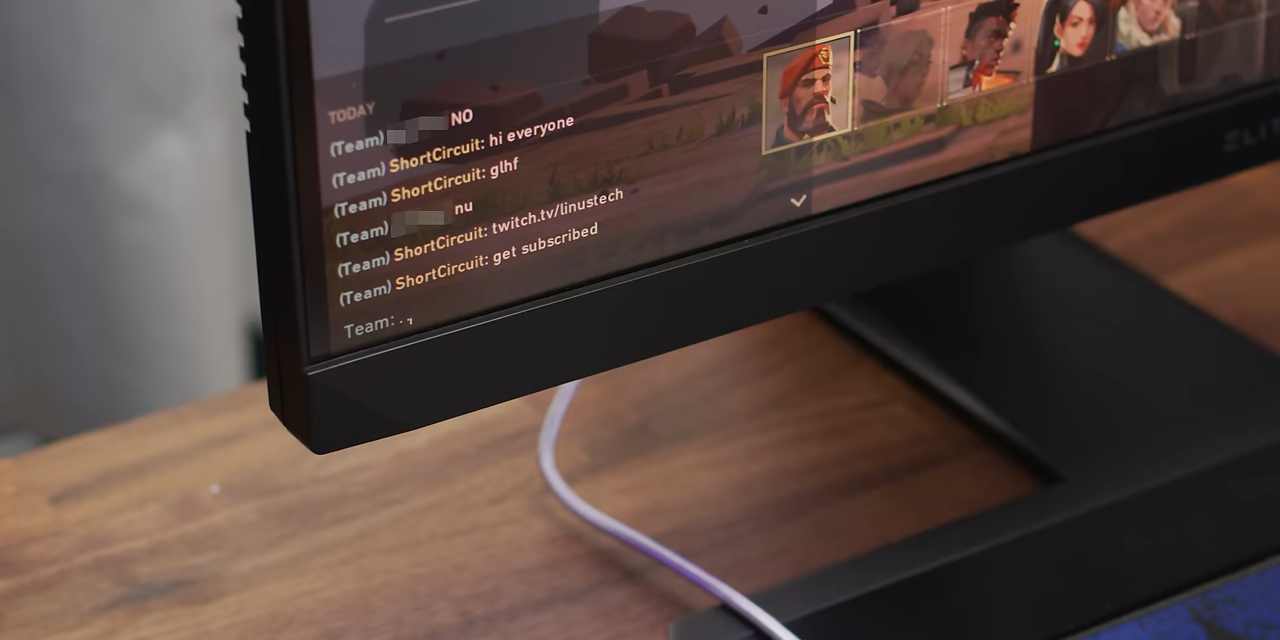 TODAY
(Team) NO
(Team) ShortCircuit: hi everyone
(Team) ShortCircuit: glhf
(Team) nu
(Team) ShortCircuit: twitch.tv/linustech
(Team) ShortCircuit: get subscribed
Team: